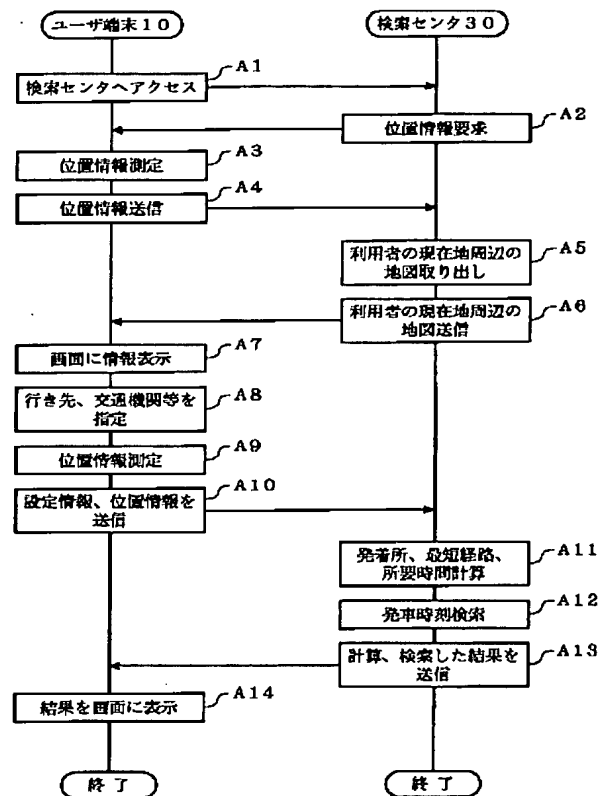 ユーザ端末10
検索センタ30
A1
検索センタへアクセス
A2
位置情報要求
A3
位置情報測定
A4
位置情報送信
A5
利用者の現在地周辺の
地図取り出し
A6
利用者の現在地周辺の
地図送信
A7
画面に情報表示
A8
行き先、交通機関等を
指定
A9
位置情報測定
A10
設定情報、位置情報を
送信
A11
発着所、最短経路、
所要時間計算
A12
発車時刻検索
A13
計算、検索した結果を
送信
A14
結果を画面に表示
終了
終了